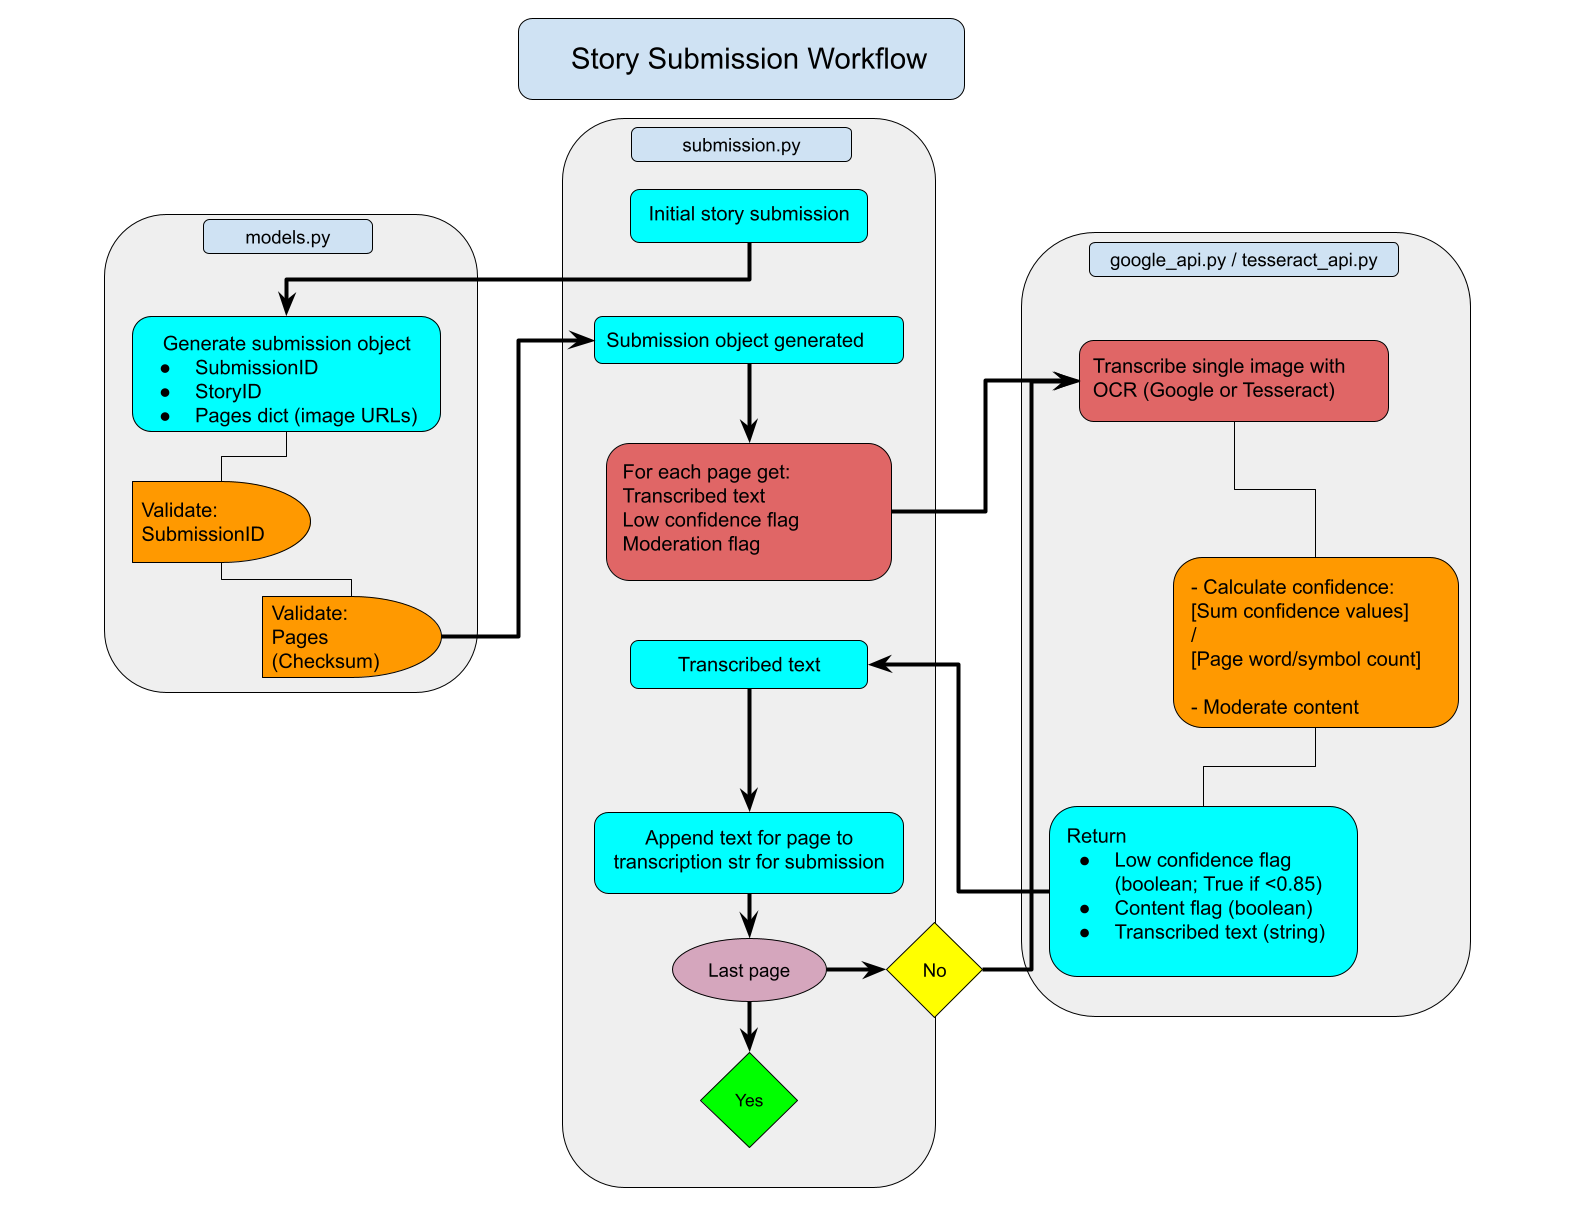 Story Submission Workflow
submission.py
Initial story submission
models.py
Generate submission object
● SubmissionID
● StoryID
● Pages dict (image URLs)
Validate:
SubmissionID
Validate:
Pages
(Checksum)
Submission object generated
For each page get:
Transcribed text
Low confidence flag
Moderation flag
google_api.py / tesseract_api.py
Transcribe single image with
OCR (Google or Tesseract)
- Calculate confidence:
[Sum confidence values]
/
[Page word/symbol count]
- Moderate content
Return
● Low confidence flag
(boolean; True if <0.85)
● Content flag (boolean)
● Transcribed text (string)
Transcribed text
Append text for page to
transcription str for submission
Last page
No
Yes